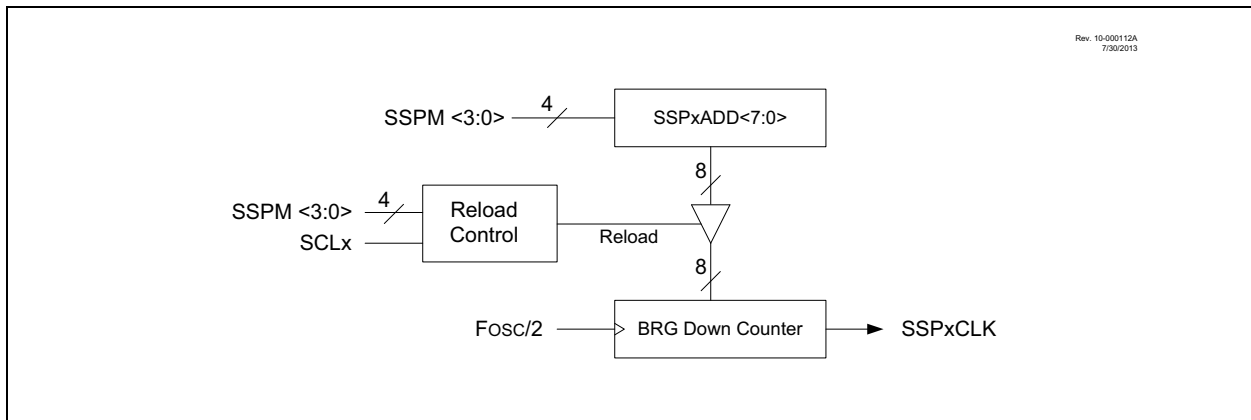 Rev. 10-000112A
7/30/2013
SSPM <3:0>
4
SSPxADD<7:0>
8
SSPM <3:0>
4
SCLx
Reload
Control
Reload
8
FOSC/2
BRG Down Counter
SSPxCLK